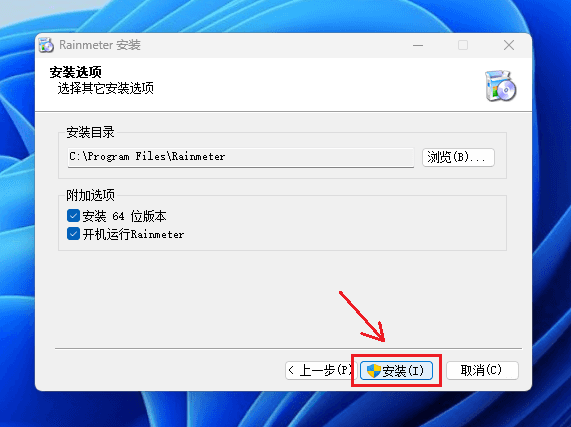 Rainmeter 安装
安装选项
选择其它安装选项
安装目录
C:\Program Files\Rainmeter
浏览(B)...
附加选项
安装 64 位版本
开机运行Rainmeter
< 上一步(P)
安装(I)
取消(C)